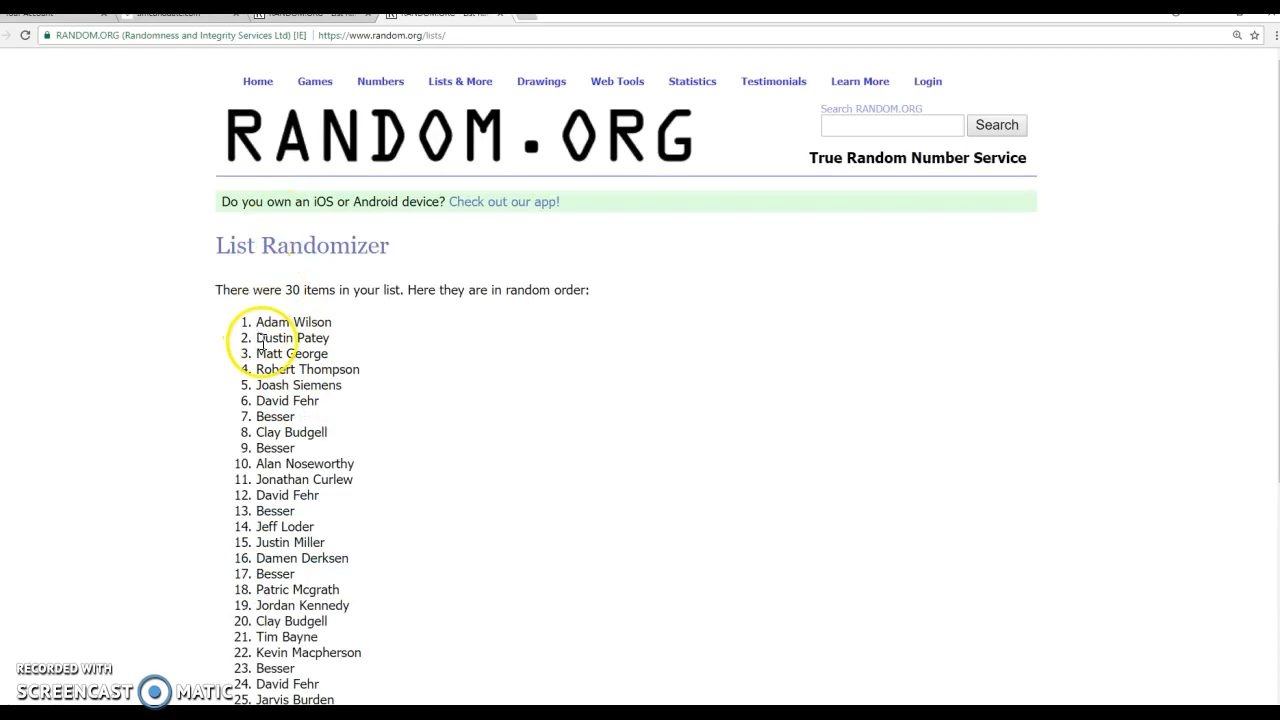 RANDOM.ORG (Randomness and Integrity Services Ltd) [IE] https://www.random.org/lists/
Home Games Numbers Lists & More Drawings Web Tools Statistics Testimonials Learn More Login
RANDOM.ORG
Search RANDOM.ORG
Search
True Random Number Service
Do you own an iOS or Android device? Check out our app!
List Randomizer
There were 30 items in your list. Here they are in random order:
1. Adam Wilson
2. Dustin Patey
3. Matt George
4. Robert Thompson
5. Joash Siemens
6. David Fehr
7. Besser
8. Clay Budgell
9. Besser
10. Alan Noseworthy
11. Jonathan Curlew
12. David Fehr
13. Besser
14. Jeff Loder
15. Justin Miller
16. Damen Derksen
17. Besser
18. Patric Mcgrath
19. Jordan Kennedy
20. Clay Budgell
21. Tim Bayne
22. Kevin Macpherson
23. Besser
24. David Fehr
25. Jarvis Burden
RECORDED WITH
SCREENCAST MATIC